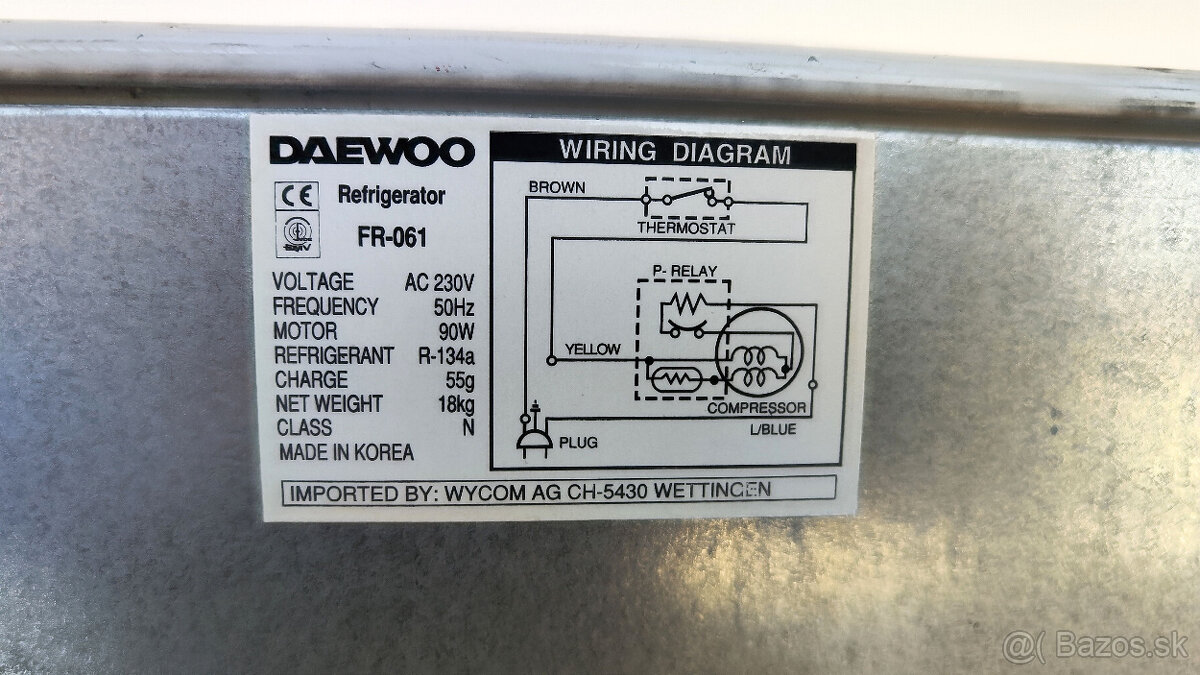 DAEWOO
CE
Refrigerator
FR-061
VOLTAGE AC 230V
FREQUENCY 50Hz
MOTOR 90W
REFRIGERANT R-134a
CHARGE 55g
NET WEIGHT 18kg
CLASS N
MADE IN KOREA
WIRING DIAGRAM
BROWN
THERMOSTAT
P- RELAY
YELLOW
COMPRESSOR
L/BLUE
PLUG
IMPORTED BY: WYCOM AG CH-5430 WETTINGEN
@( Bazos.sk